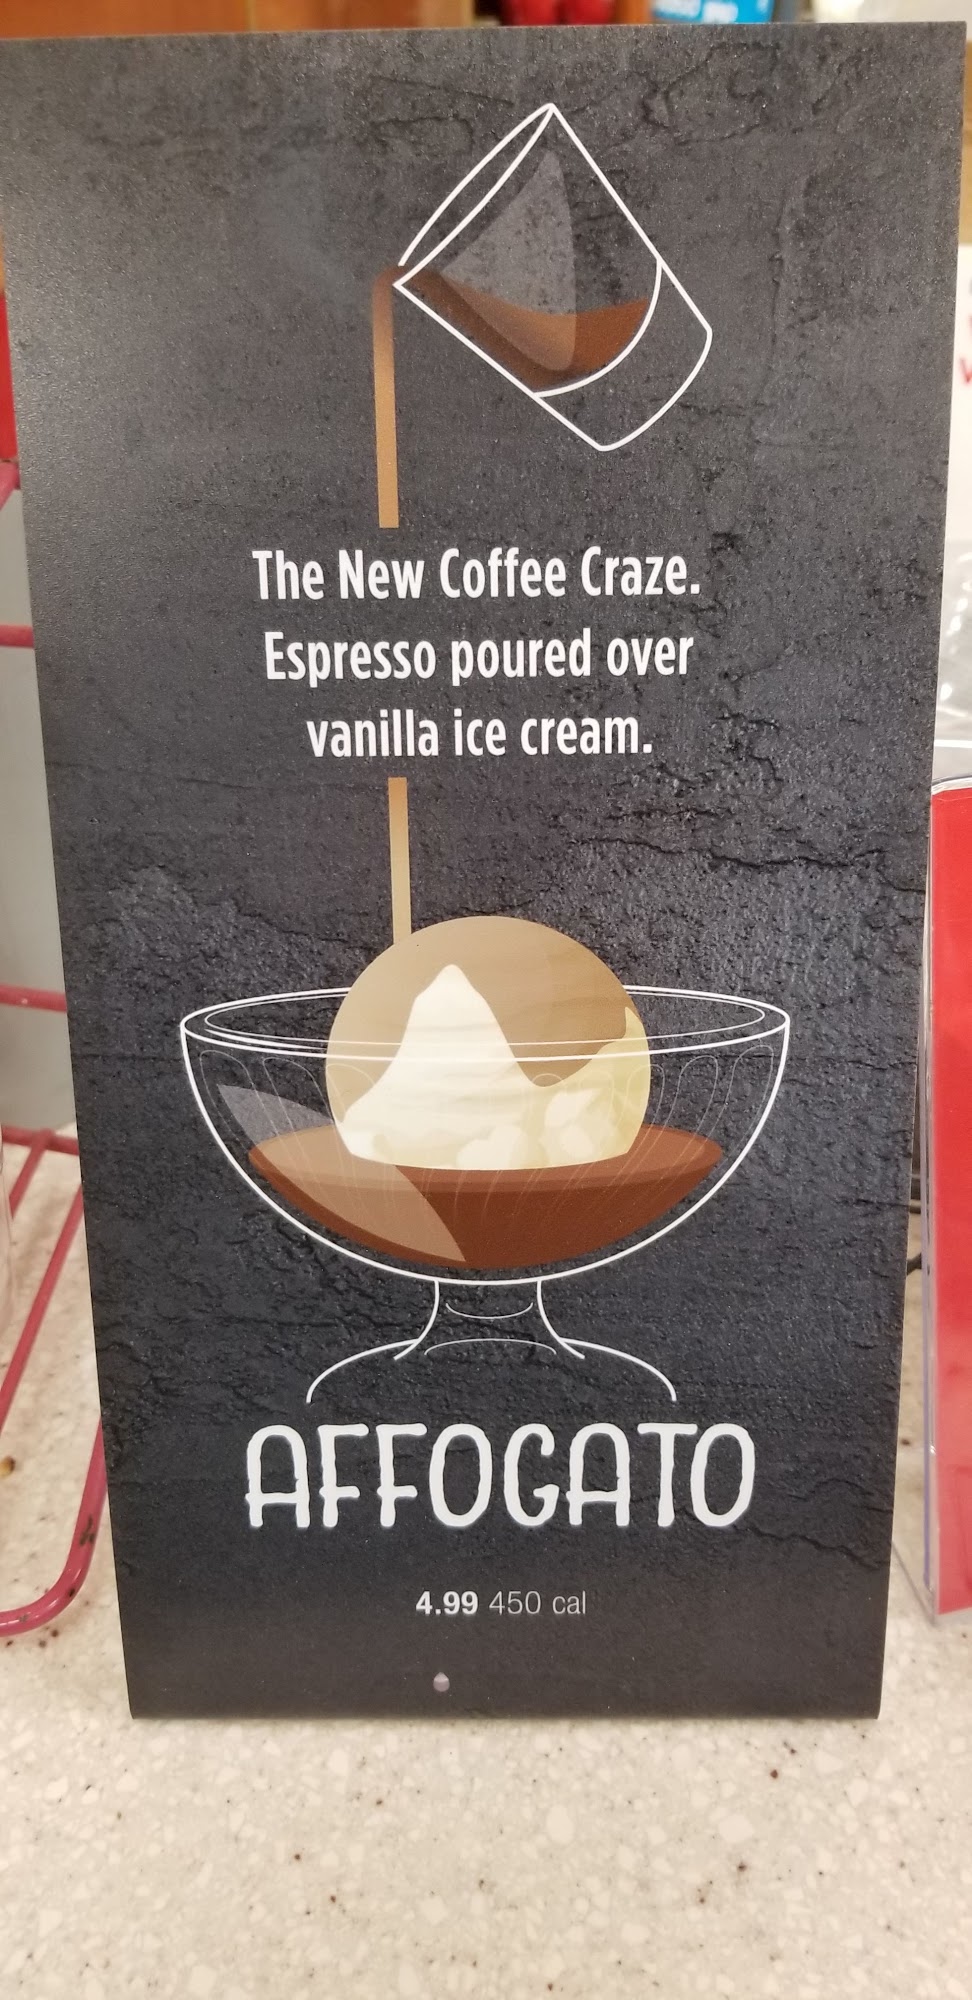 The New Coffee Craze.
Espresso poured over
vanilla ice cream.
AFFOGATO
4.99 450 cal